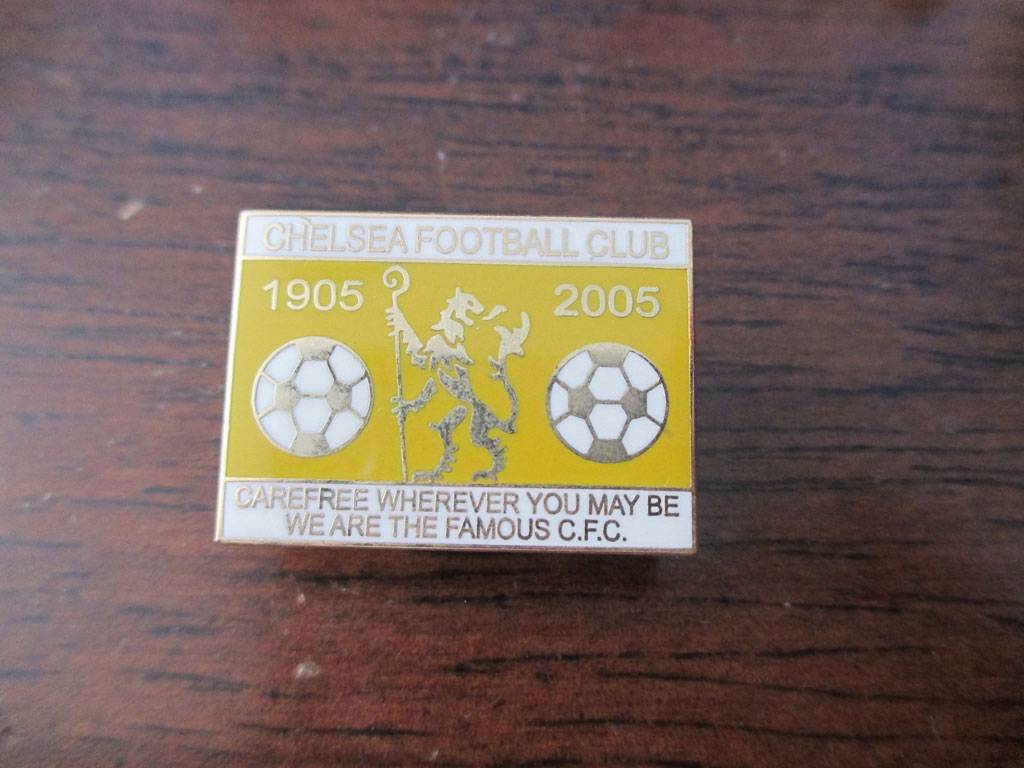 CHELSEA FOOTBALL CLUB
1905 2005
CAREFREE WHEREVER YOU MAY BE
WE ARE THE FAMOUS C.F.C.